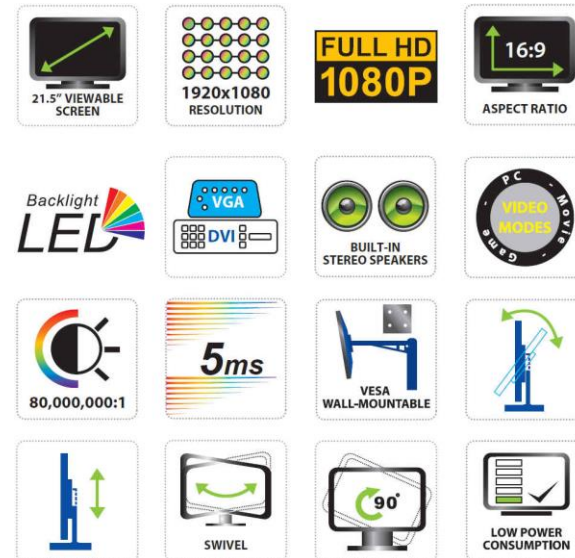 21.5" VIEWABLE
SCREEN
1920x1080
RESOLUTION
FULL HD
1080P
16:9
ASPECT RATIO
Backlight
LED
VGA
DVI
BUILT-IN
STEREO SPEAKERS
Game - PC - Movie -
VIDEO
MODES
80,000,000:1
5ms
VESA
WALL-MOUNTABLE
SWIVEL
90°
LOW POWER
CONSUMPTION